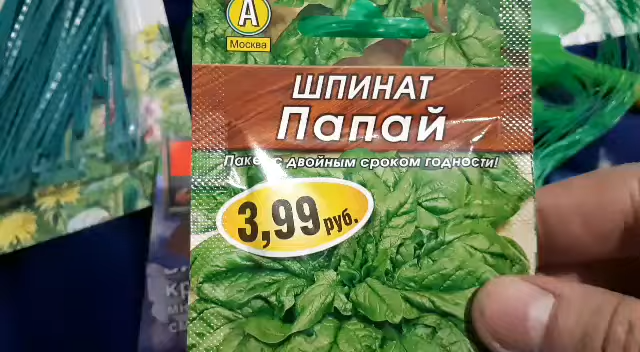 А
Москва
ШПИНАТ
Папай
Пакет с двойным сроком годности!
3,99 руб.